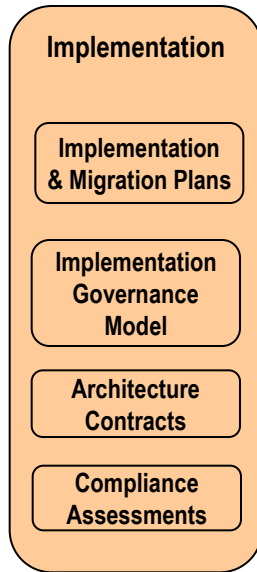 Implementation
Implementation
& Migration Plans
Implementation
Governance
Model
Architecture
Contracts
Compliance
Assessments